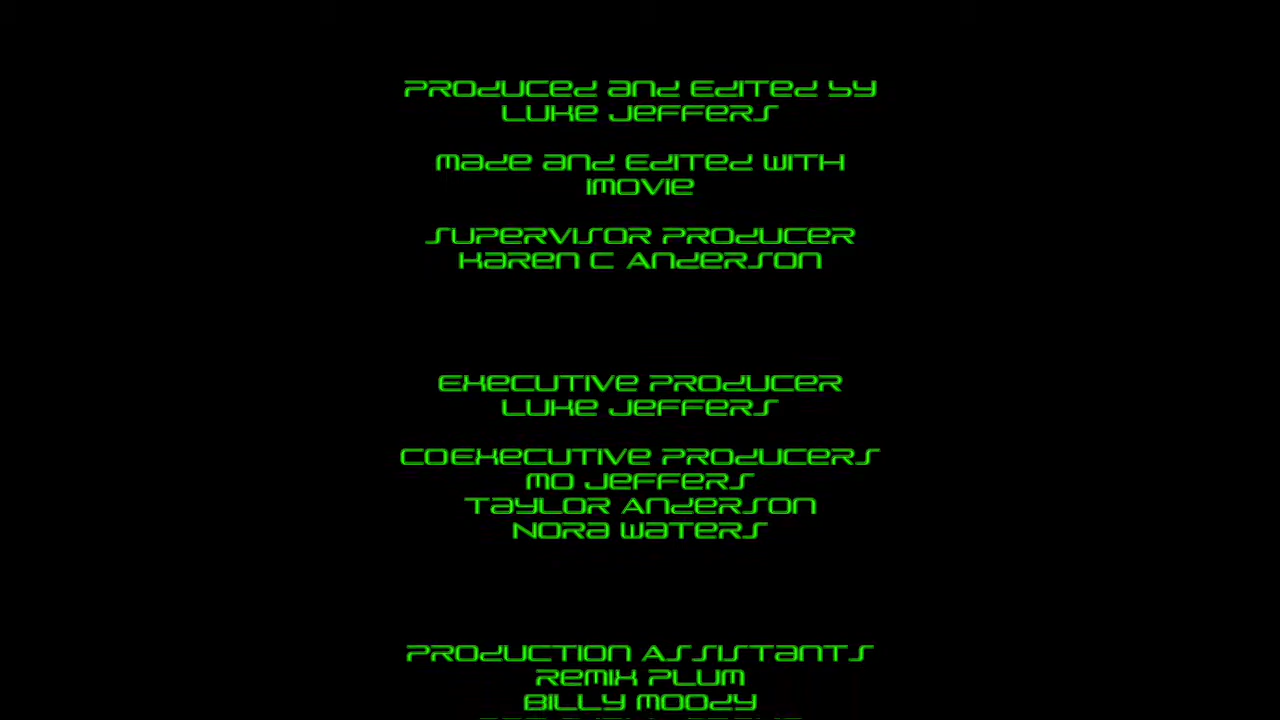 Produced and Edited by
Luke Jeffers
Made and Edited With
iMovie
Supervisor Producer
Karen C Anderson
Executive Producer
Luke Jeffers
CoExecutive Producers
Mo Jeffers
Taylor Anderson
Nora Waters
Production Assistants
Remix Plum
Billy Moody